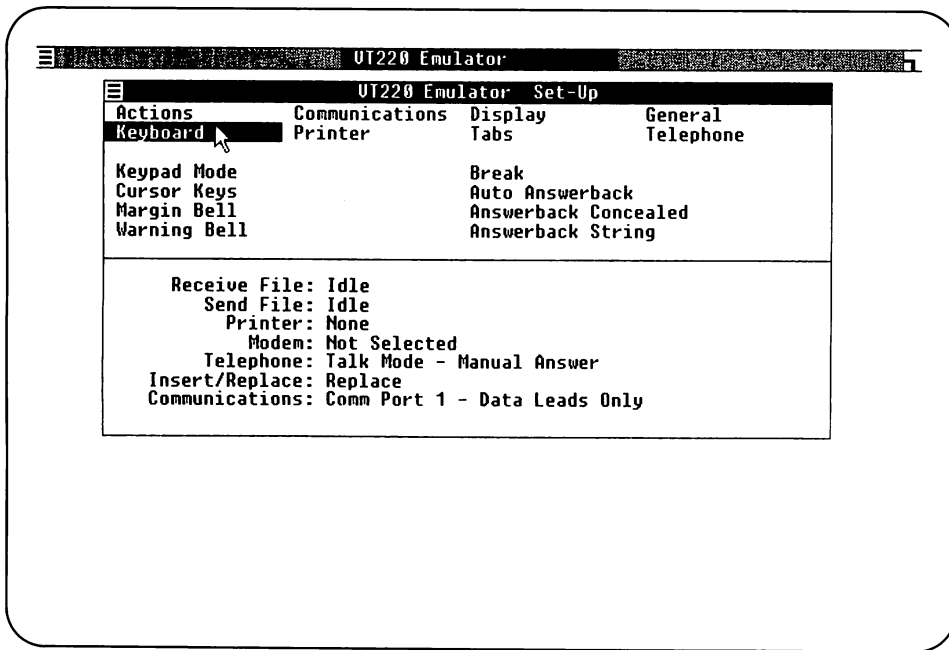 VT220 Emulator
VT220 Emulator Set-Up
Actions Communications Display General
Keyboard Printer Tabs Telephone
Keypad Mode Break
Cursor Keys Auto Answerback
Margin Bell Answerback Concealed
Warning Bell Answerback String
Receive File: Idle
Send File: Idle
Printer: None
Modem: Not Selected
Telephone: Talk Mode - Manual Answer
Insert/Replace: Replace
Communications: Comm Port 1 - Data Leads Only